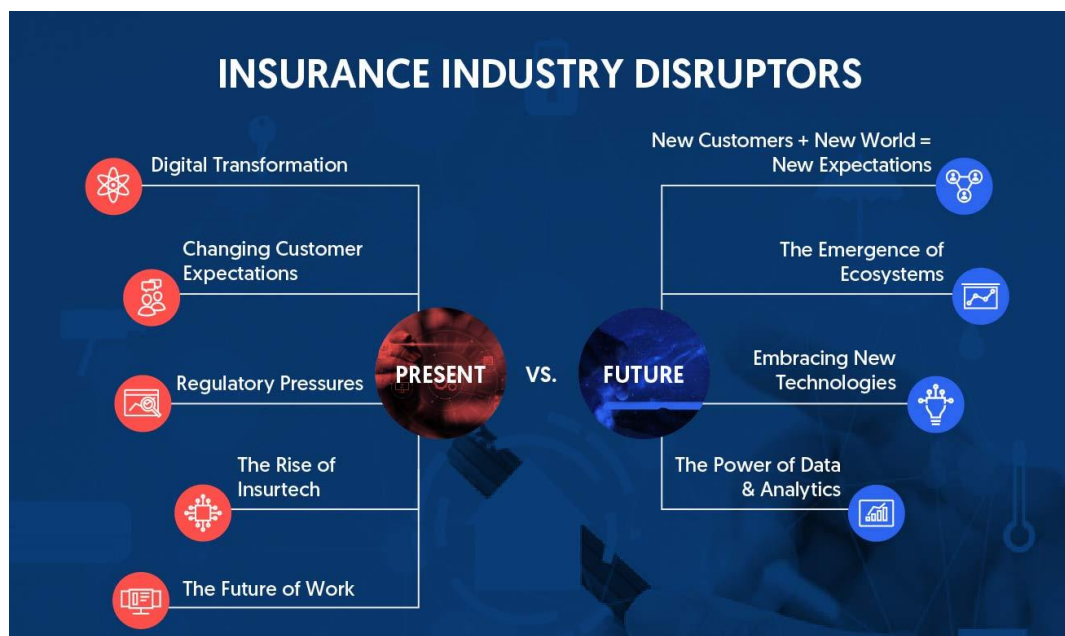 INSURANCE INDUSTRY DISRUPTORS
Digital Transformation
Changing Customer
Expectations
Regulatory Pressures
The Rise of
Insurtech
The Future of Work
PRESENT
VS.
FUTURE
New Customers + New World =
New Expectations
The Emergence of
Ecosystems
Embracing New
Technologies
The Power of Data
& Analytics